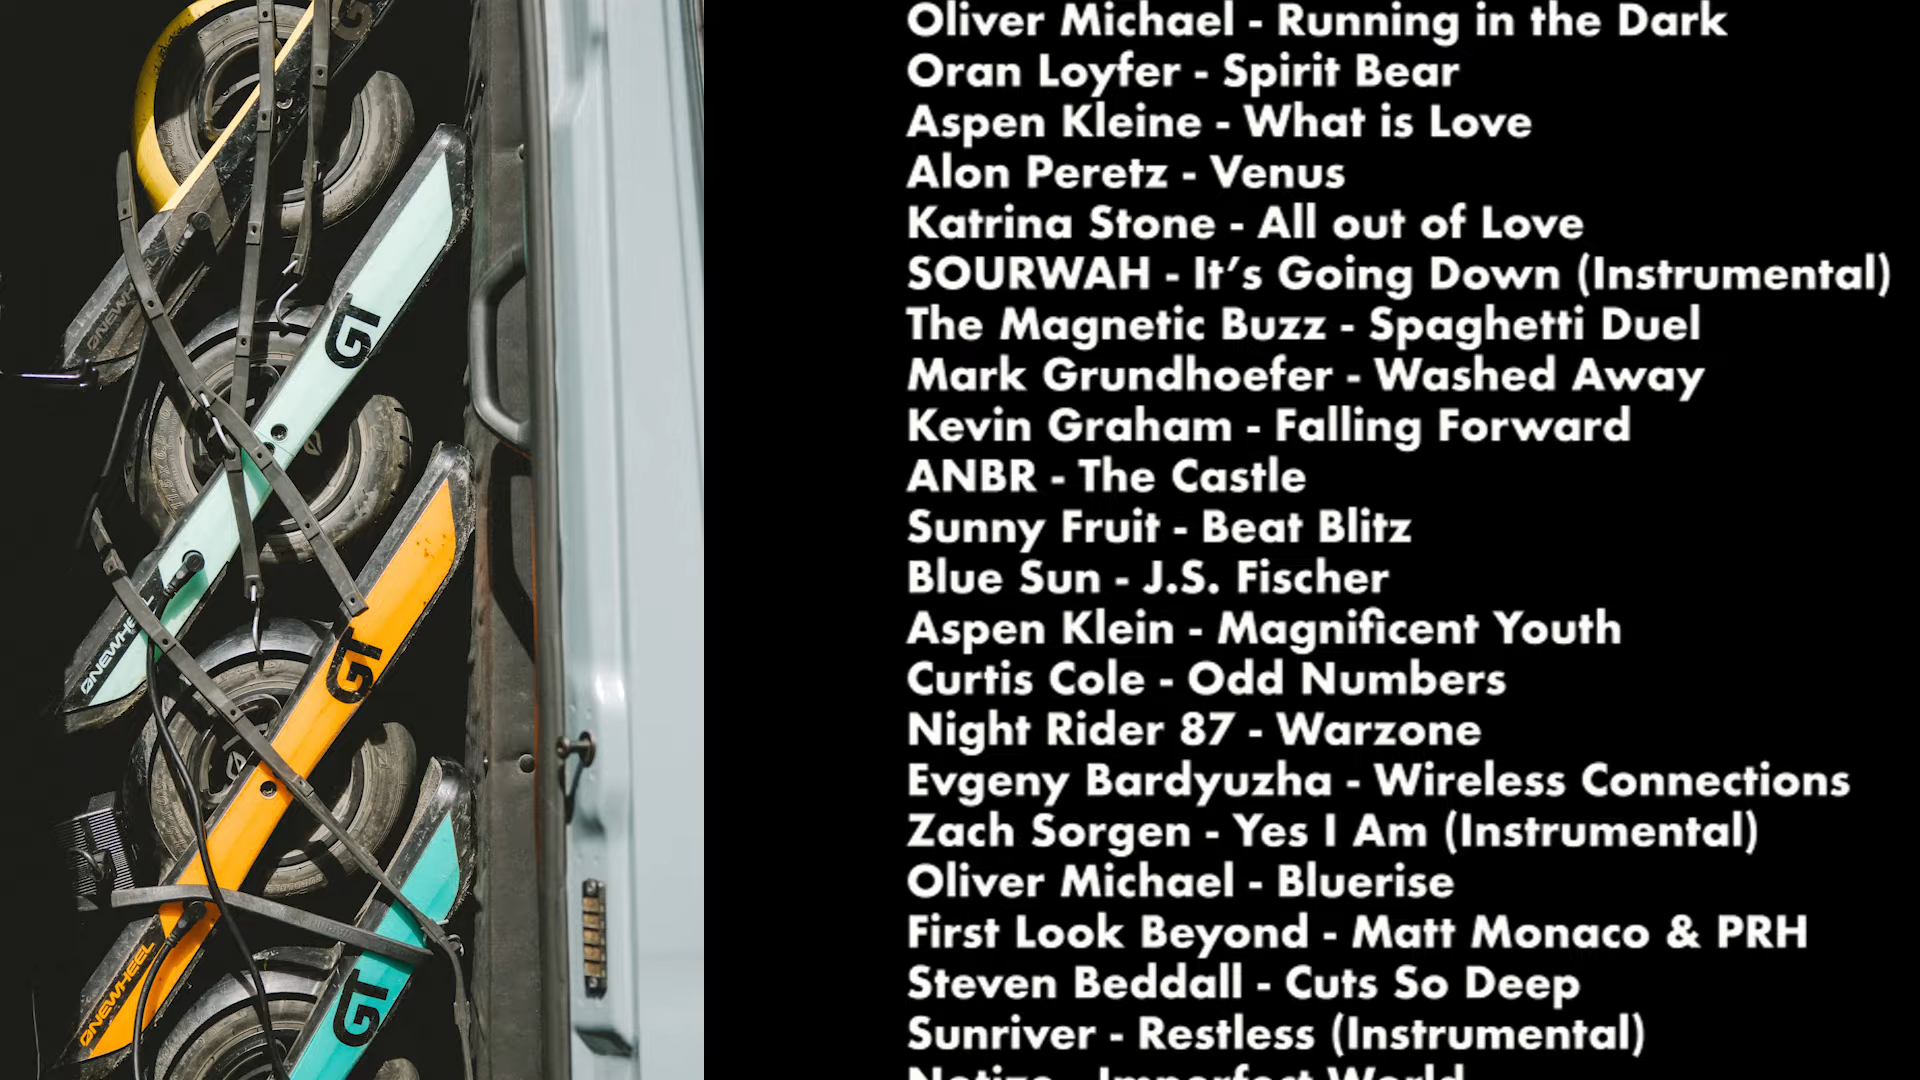 GT
ONEWHEEL
GT
ONEWHEEL
GT
ONEWHEEL
GT
Oliver Michael - Running in the Dark
Oran Loyfer - Spirit Bear
Aspen Kleine - What is Love
Alon Peretz - Venus
Katrina Stone - All out of Love
SOURWAH - It’s Going Down (Instrumental)
The Magnetic Buzz - Spaghetti Duel
Mark Grundhoefer - Washed Away
Kevin Graham - Falling Forward
ANBR - The Castle
Sunny Fruit - Beat Blitz
Blue Sun - J.S. Fischer
Aspen Klein - Magnificent Youth
Curtis Cole - Odd Numbers
Night Rider 87 - Warzone
Evgeny Bardyuzha - Wireless Connections
Zach Sorgen - Yes I Am (Instrumental)
Oliver Michael - Bluerise
First Look Beyond - Matt Monaco & PRH
Steven Beddall - Cuts So Deep
Sunriver - Restless (Instrumental)
Notize - Imperfect World